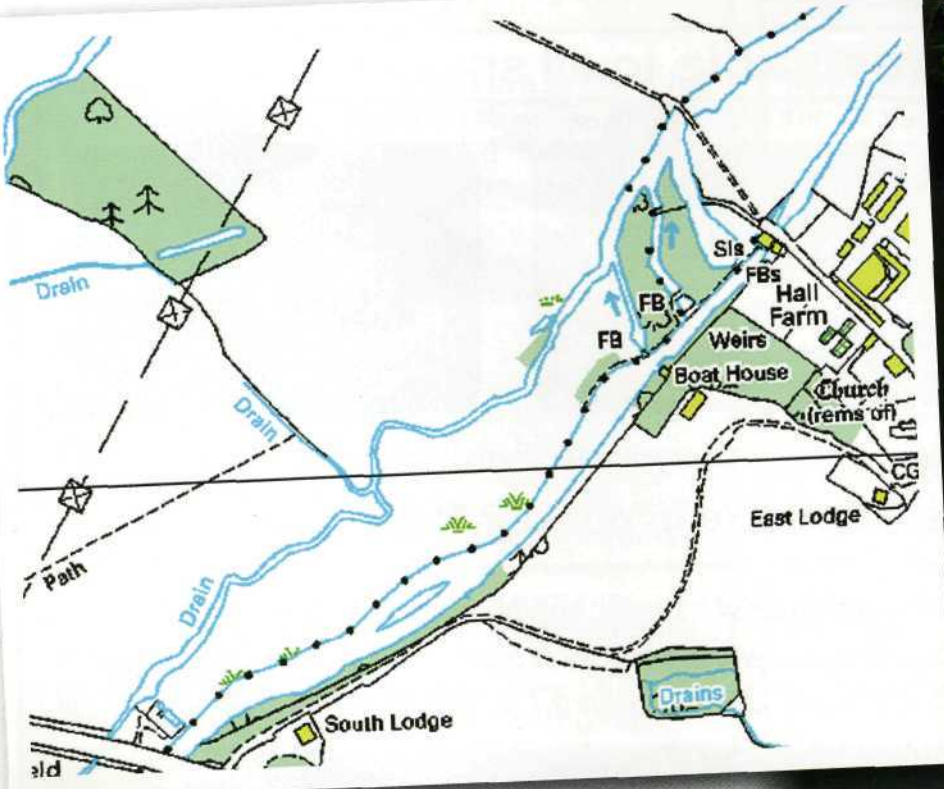 Drain
Sls
FBs
Hall
Farm
FB
FB
Weirs
Boat House
Church
(rems of)
Drain
CG
East Lodge
Path
Drain
Drains
South Lodge
eld